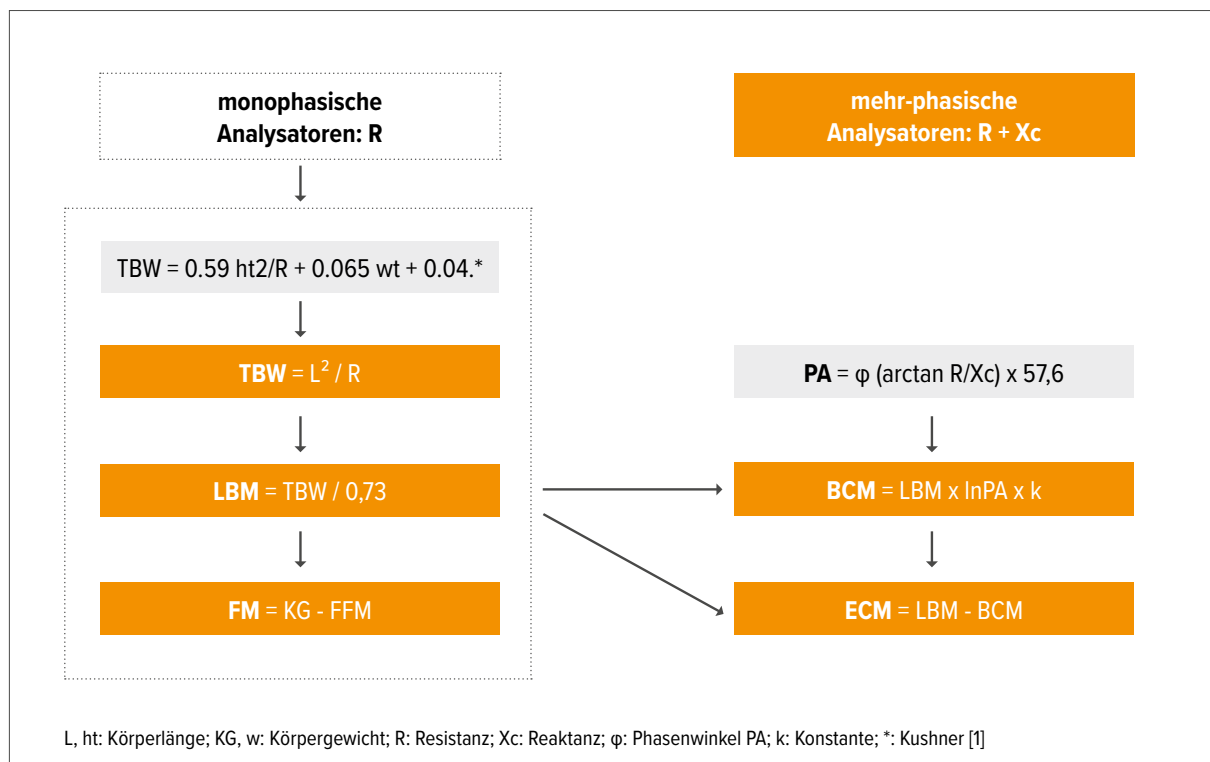 monophasische
Analysatoren: R
TBW = 0.59 ht2/R + 0.065 wt + 0.04.*
TBW = L² / R
LBM = TBW / 0,73
FM = KG - FFM
mehr-phasische
Analysatoren: R + Xc
PA = φ (arctan R/Xc) x 57,6
BCM = LBM x lnPA x k
ECM = LBM - BCM
L, ht: Körperlänge; KG, w: Körpergewicht; R: Resistanz; Xc: Reaktanz; φ: Phasenwinkel PA; k: Konstante; *: Kushner [1]